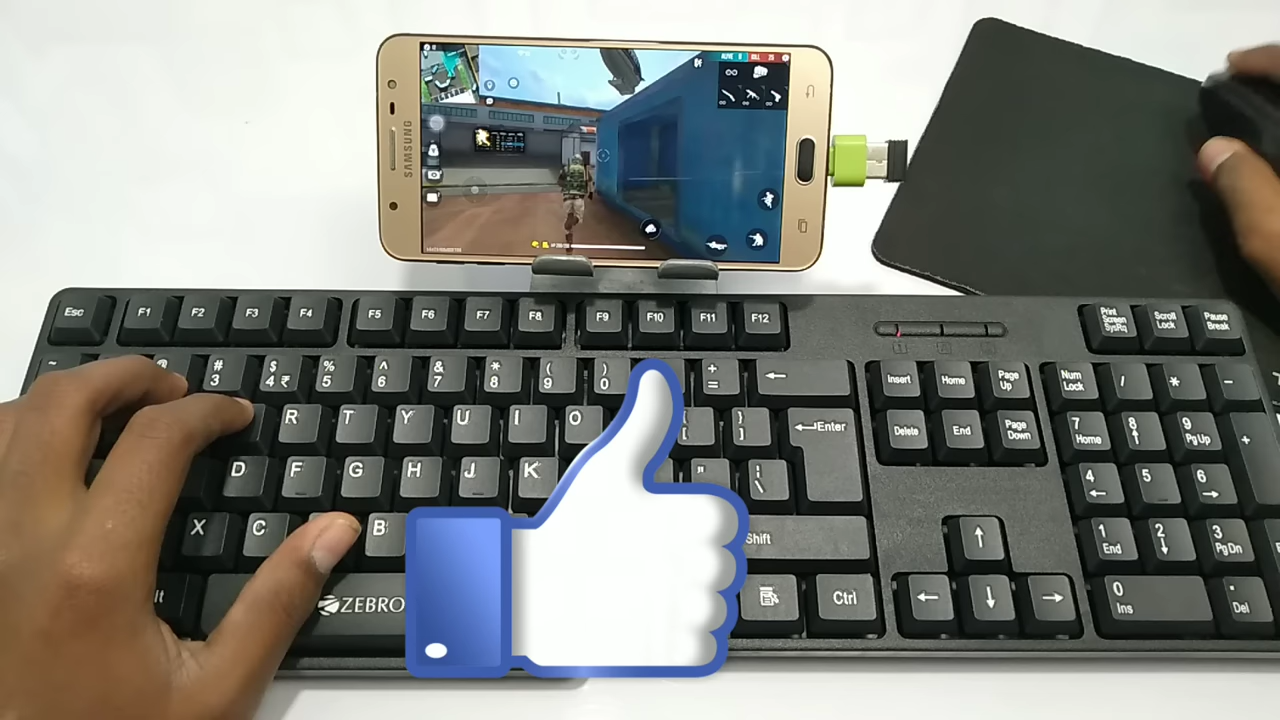 ALIVE
KILL
SAMSUNG
Esc F1 F2 F3 F4 F5 F6 F7 F8 F9 F10 F11 F12 Print Screen SysRq Scroll Lock Pause Break
~ @ # 3 $ 4 ₹ % 5 ^ 6 & 7 * 8 ( 9 ) 0 + = ← Insert Home Page Up Num Lock / * -
R T Y U I O { [ } ] ←Enter Delete End Page Down 7 Home 8 ↑ 9 PgUp +
D F G H J K " ' | \ 4 ← 5 6 →
X C B Shift ↑ 1 End 2 ↓ 3 PgDn
lt ZEBRO Ctrl ← ↓ → 0 Ins . Del